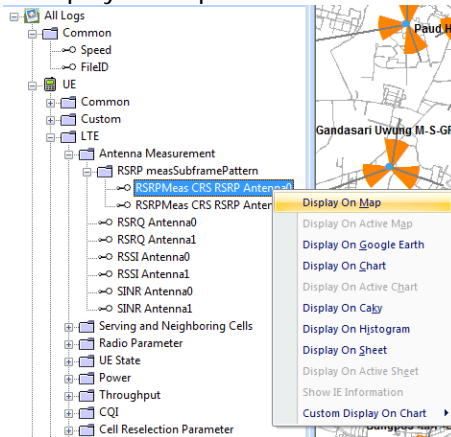 All Logs
Common
Speed
FileID
UE
Common
Custom
LTE
Antenna Measurement
RSRP measSubframePattern
RSRPMeas CRS RSRP Antenna0
RSRPMeas CRS RSRP Anten
RSRQ Antenna0
RSRQ Antenna1
RSSI Antenna0
RSSI Antenna1
SINR Antenna0
SINR Antenna1
Serving and Neighboring Cells
Radio Parameter
UE State
Power
Throughput
CQI
Cell Reselection Parameter
Paud H
Gandasari Uwung M-S-GF
Display On Map
Display On Active Map
Display On Google Earth
Display On Chart
Display On Active Chart
Display On Caky
Display On Histogram
Display On Sheet
Display On Active Sheet
Show IE Information
Custom Display On Chart